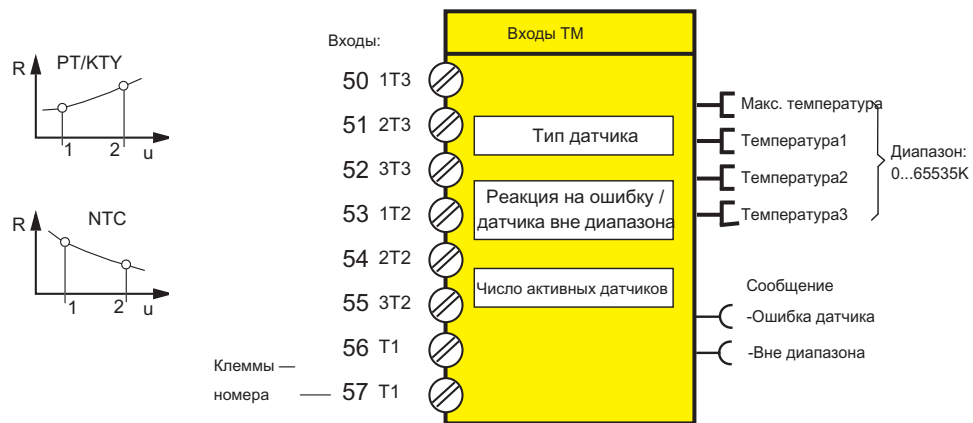 R
PT/KTY
1
2
u
R
NTC
1
2
u
Входы:
50 1T3
51 2T3
52 3T3
53 1T2
54 2T2
55 3T2
56 T1
57 T1
Клеммы
номера
Входы ТМ
Тип датчика
Реакция на ошибку /
датчика вне диапазона
Число активных датчиков
Макс. температура
Температура1
Температура2
Температура3
Диапазон:
0...65535K
Сообщение
-Ошибка датчика
-Вне диапазона